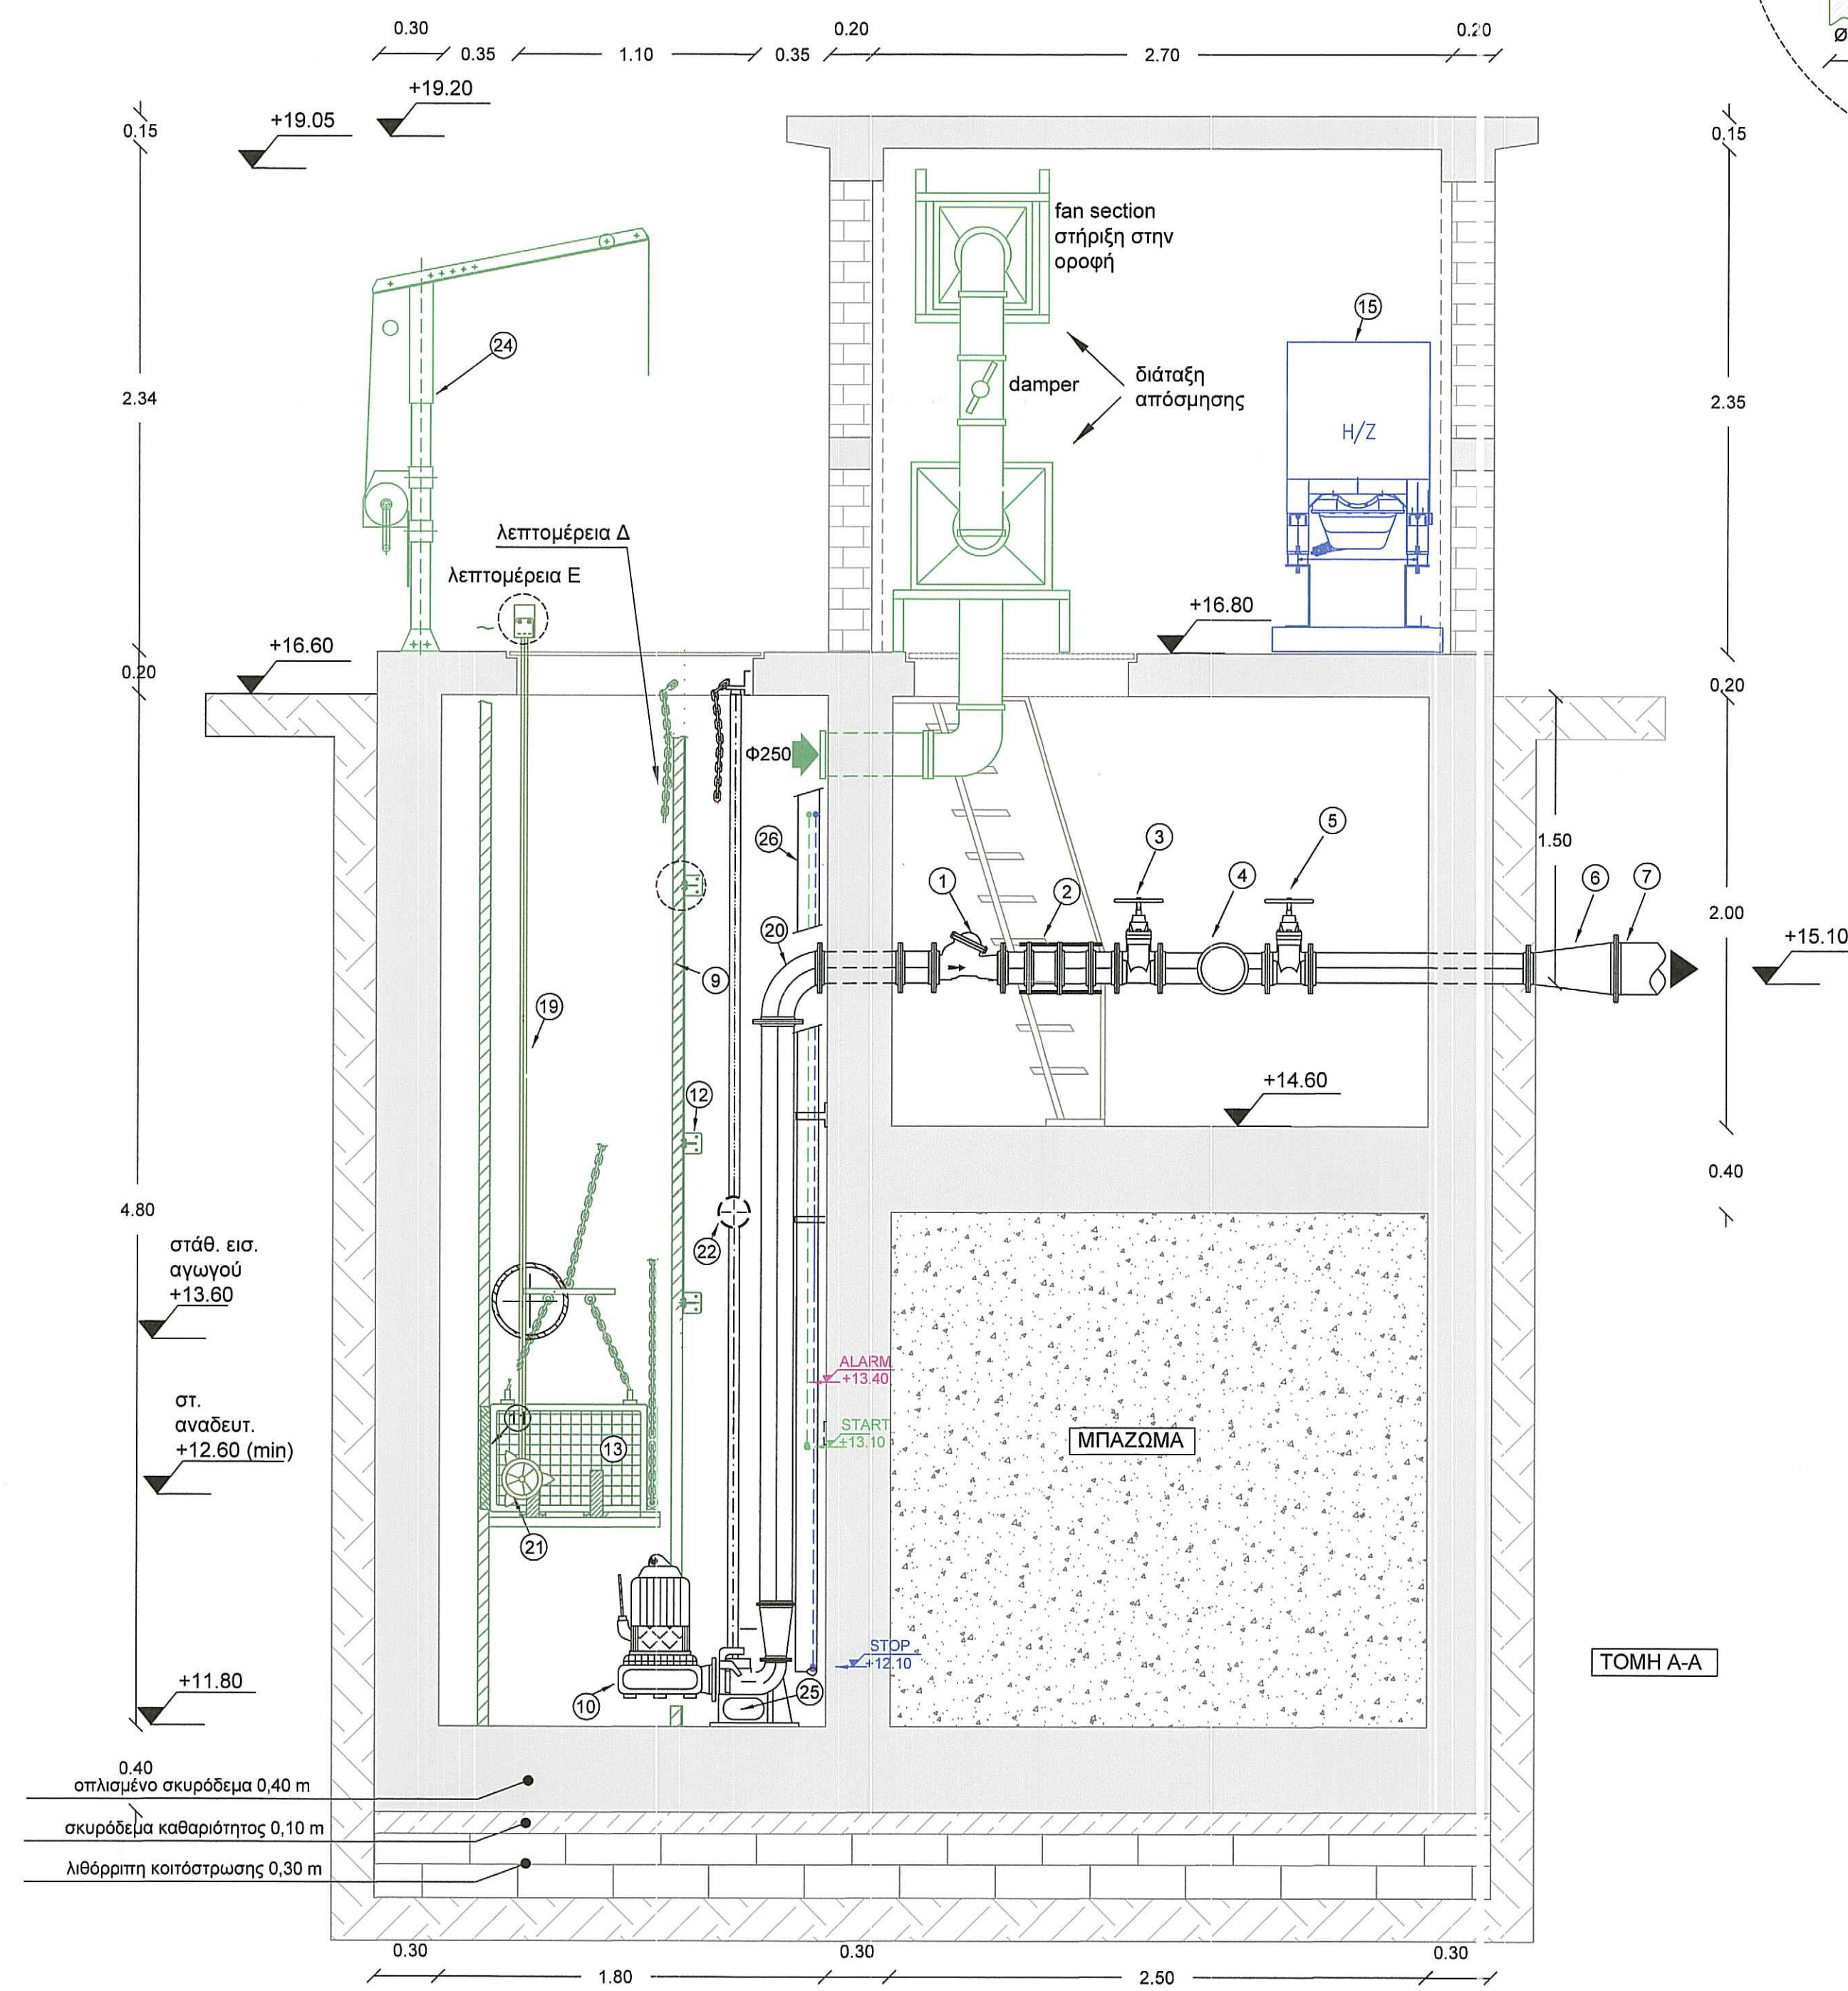 0.30
0.35
1.10
0.35
0.20
2.70
0.20
Ø
+19.20
+19.05
0.15
0.15
fan section
στήριξη στην
οροφή
15
24
damper
διάταξη
απόσμησης
2.34
2.35
H/Z
λεπτομέρεια Δ
λεπτομέρεια Ε
+16.80
+16.60
0.20
0.20
Φ250
26
3
5
1.50
1
2
4
6
7
2.00
20
+15.10
9
19
+14.60
12
0.40
4.80
στάθ. εισ.
αγωγού
+13.60
22
ALARM
+13.40
στ.
αναδευτ.
+12.60 (min)
11
13
START
+13.10
ΜΠΑΖΩΜΑ
21
STOP
+12.10
ΤΟΜΗ Α-Α
+11.80
10
25
0.40
οπλισμένο σκυρόδεμα 0,40 m
σκυρόδεμα καθαριότητος 0,10 m
λιθόρριπη κοιτόστρωσης 0,30 m
0.30
0.30
0.30
1.80
2.50